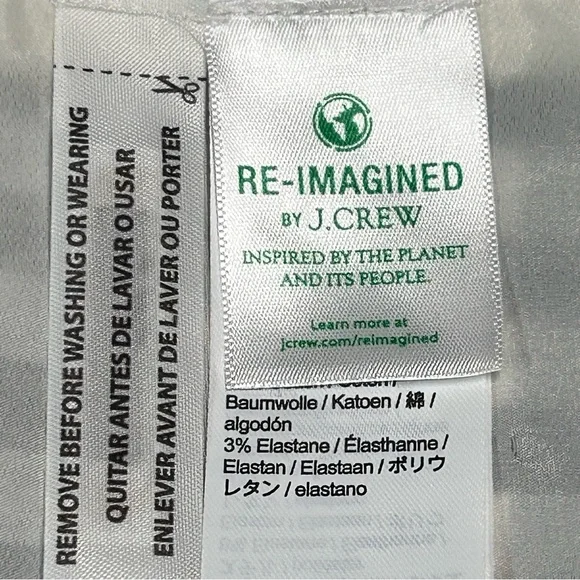 REMOVE BEFORE WASHING OR WEARING
QUITAR ANTES DE LAVAR O USAR
ENLEVER AVANT DE LAVER OU PORTER
RE-IMAGINED
BY J.CREW
INSPIRED BY THE PLANET
AND ITS PEOPLE.
Learn more at
jcrew.com/reimagined
Baumwolle / Katoen / 綿 /
algodón
3% Elastane / Élasthanne /
Elastan / Elastaan / ポリウ
レタン / elastano